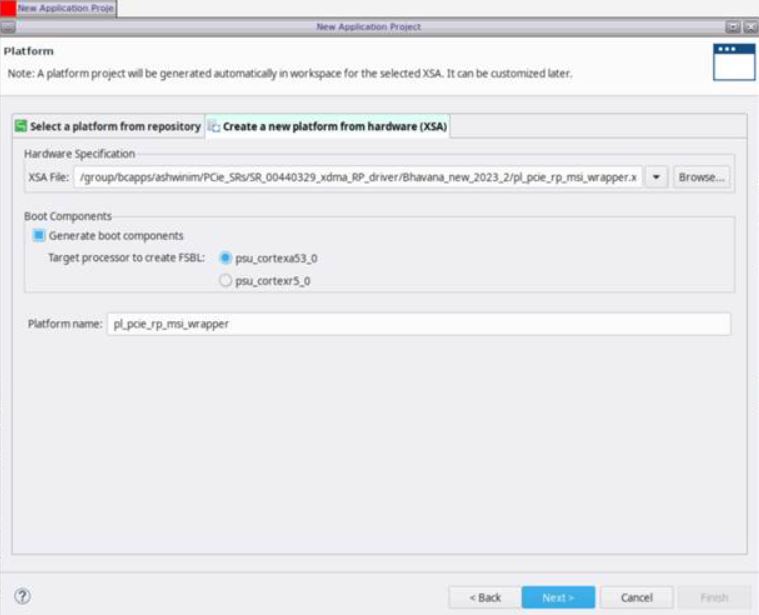 New Application Proje
New Application Project
Platform
Note: A platform project will be generated automatically in workspace for the selected XSA. It can be customized later.
Select a platform from repository Create a new platform from hardware (XSA)
Hardware Specification
XSA File: /group/bcapps/ashwinim/PCie_SRs/SR_00440329_xdma_RP_driver/Bhavana_new_2023_2/pl_pcie_rp_msi_wrapper.x Browse...
Boot Components
Generate boot components
Target processor to create FSBL: psu_cortexa53_0
psu_cortexr5_0
Platform name: pl_pcie_rp_msi_wrapper
? < Back Next > Cancel Finish